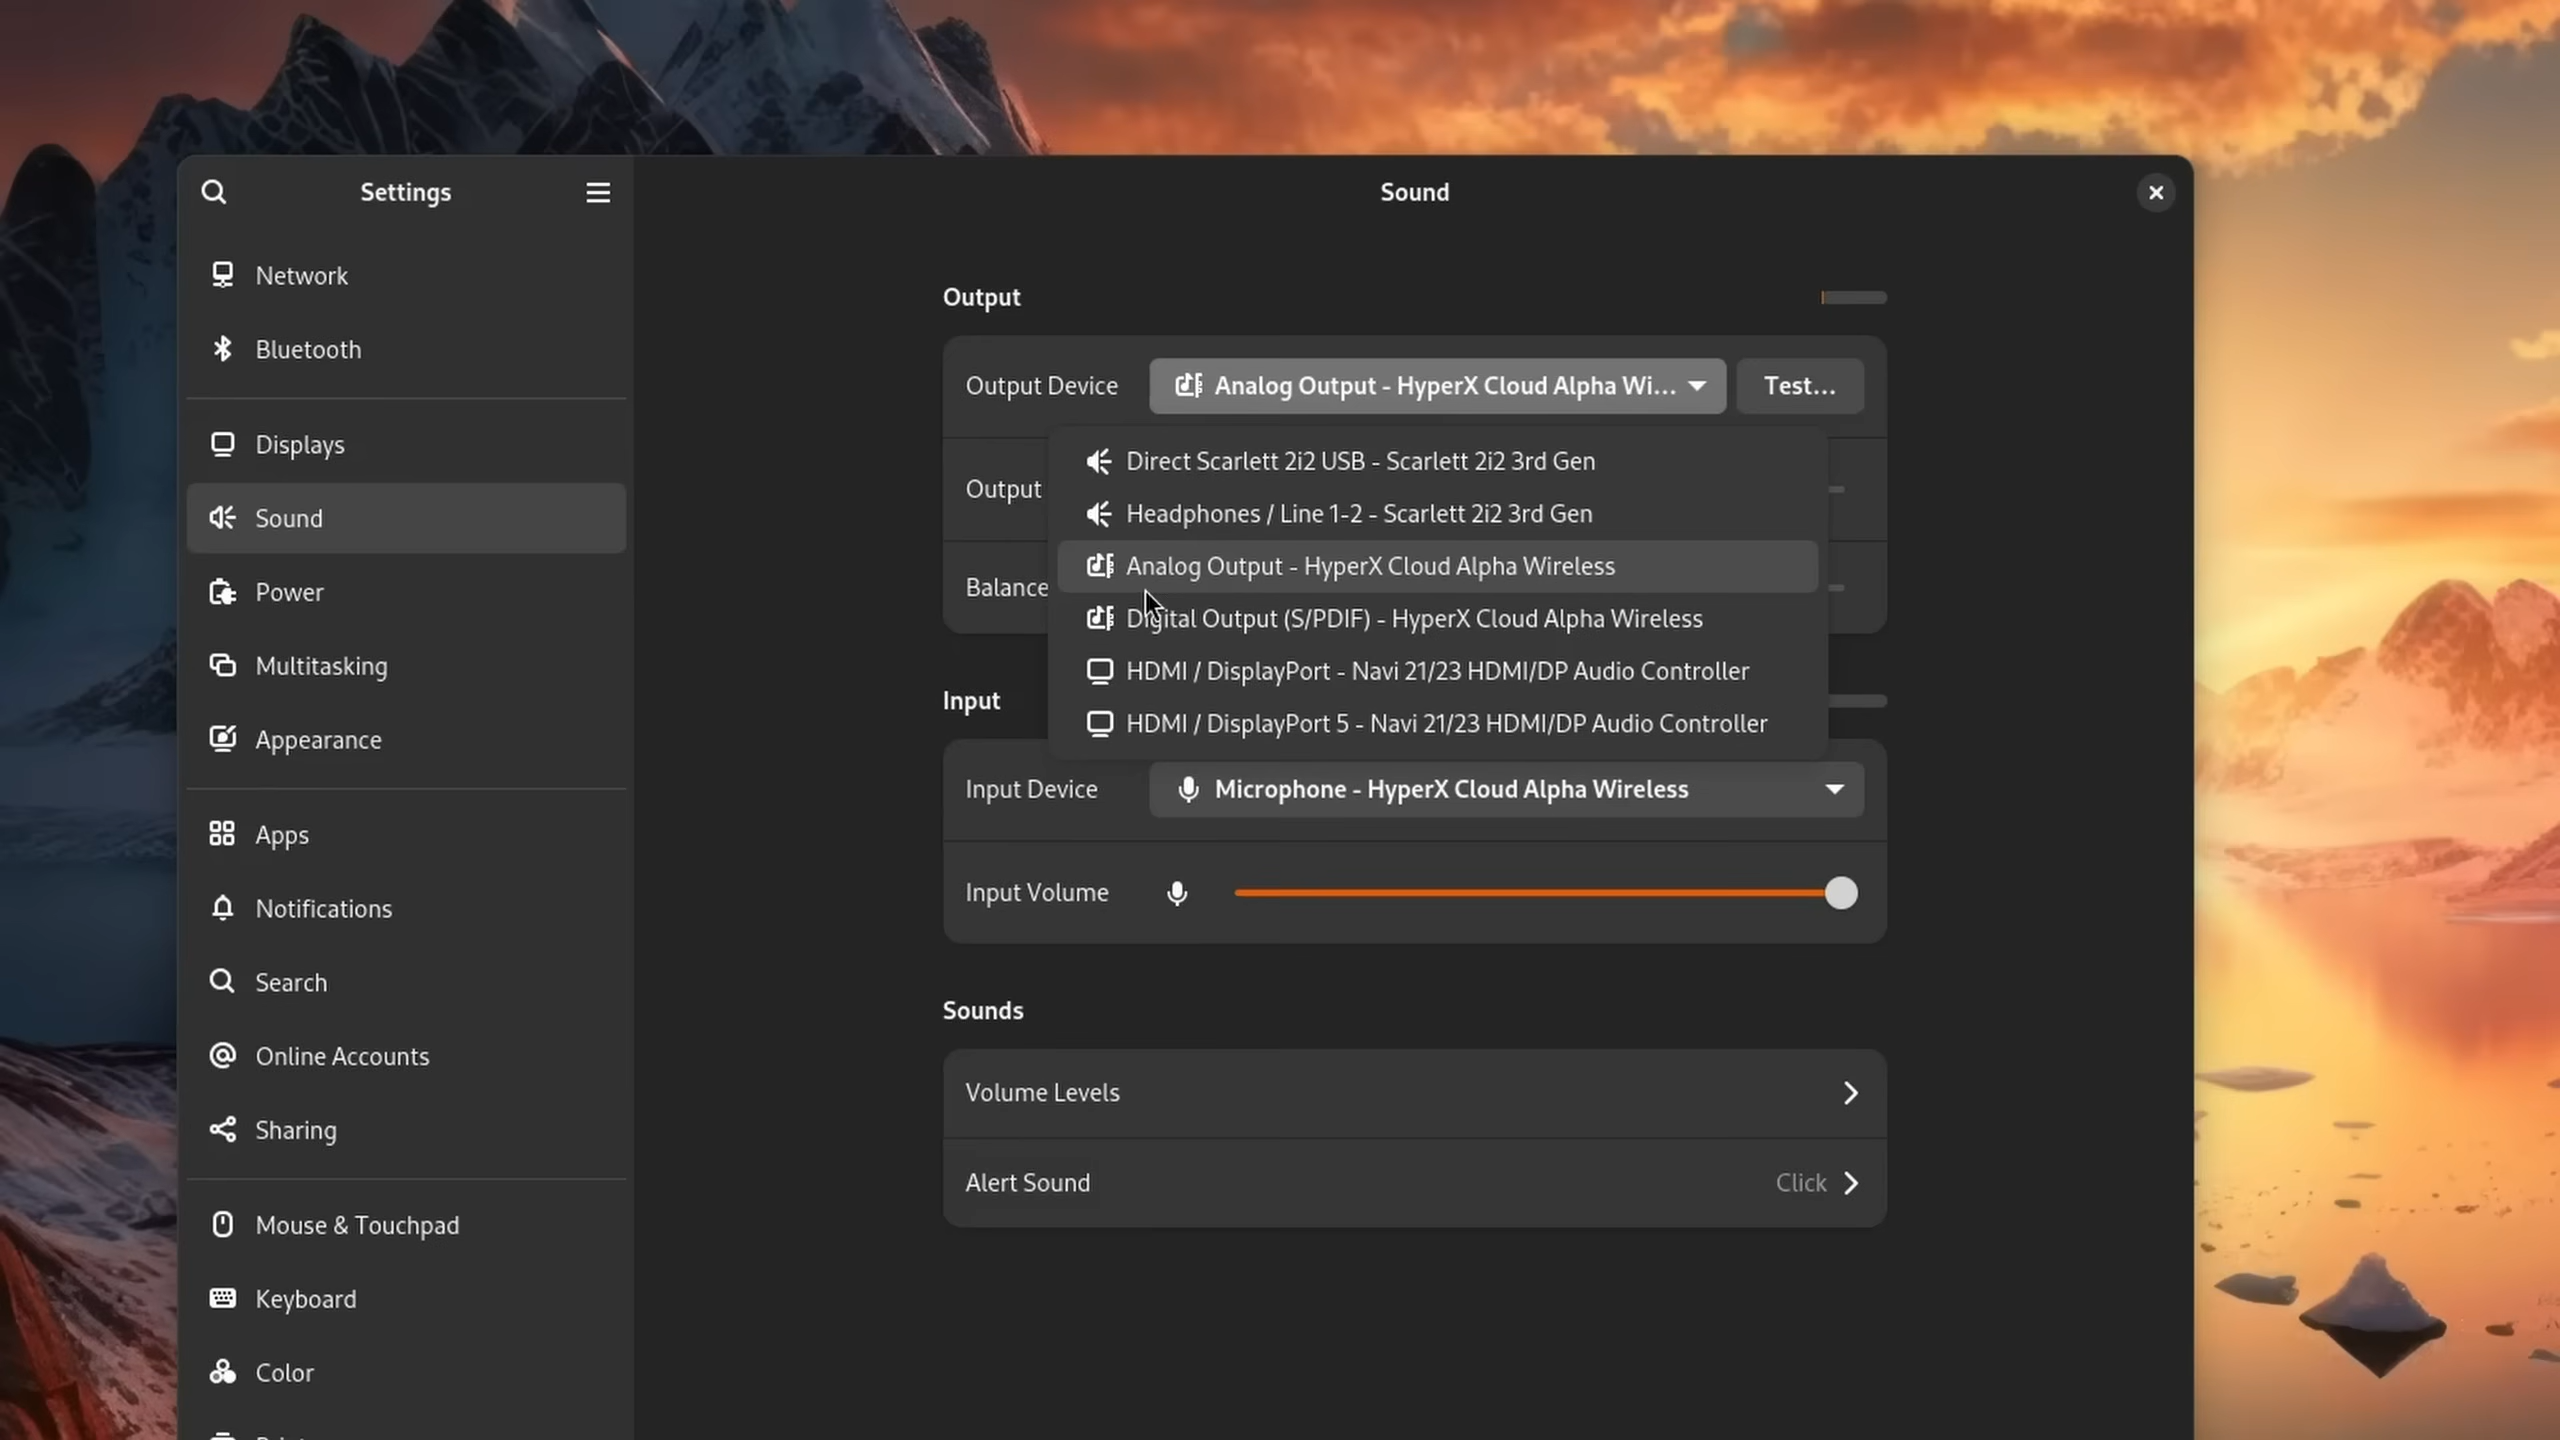 Settings
Network
Bluetooth
Displays
Sound
Power
Multitasking
Appearance
Apps
Notifications
Search
Online Accounts
Sharing
Mouse & Touchpad
Keyboard
Color
Sound
Output
Output Device
Analog Output - HyperX Cloud Alpha Wi...
Test...
Direct Scarlett 2i2 USB - Scarlett 2i2 3rd Gen
Output
Headphones / Line 1-2 - Scarlett 2i2 3rd Gen
Analog Output - HyperX Cloud Alpha Wireless
Balance
Digital Output (S/PDIF) - HyperX Cloud Alpha Wireless
HDMI / DisplayPort - Navi 21/23 HDMI/DP Audio Controller
Input
HDMI / DisplayPort 5 - Navi 21/23 HDMI/DP Audio Controller
Input Device
Microphone - HyperX Cloud Alpha Wireless
Input Volume
Sounds
Volume Levels
Alert Sound
Click